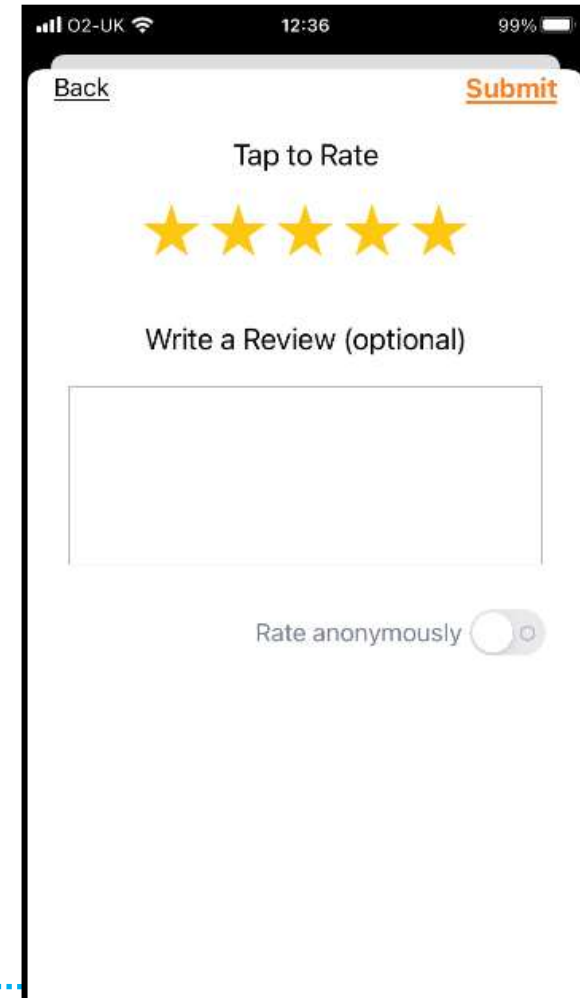 O2-UK 12:36 99%
Back Submit
Tap to Rate
Write a Review (optional)
Rate anonymously